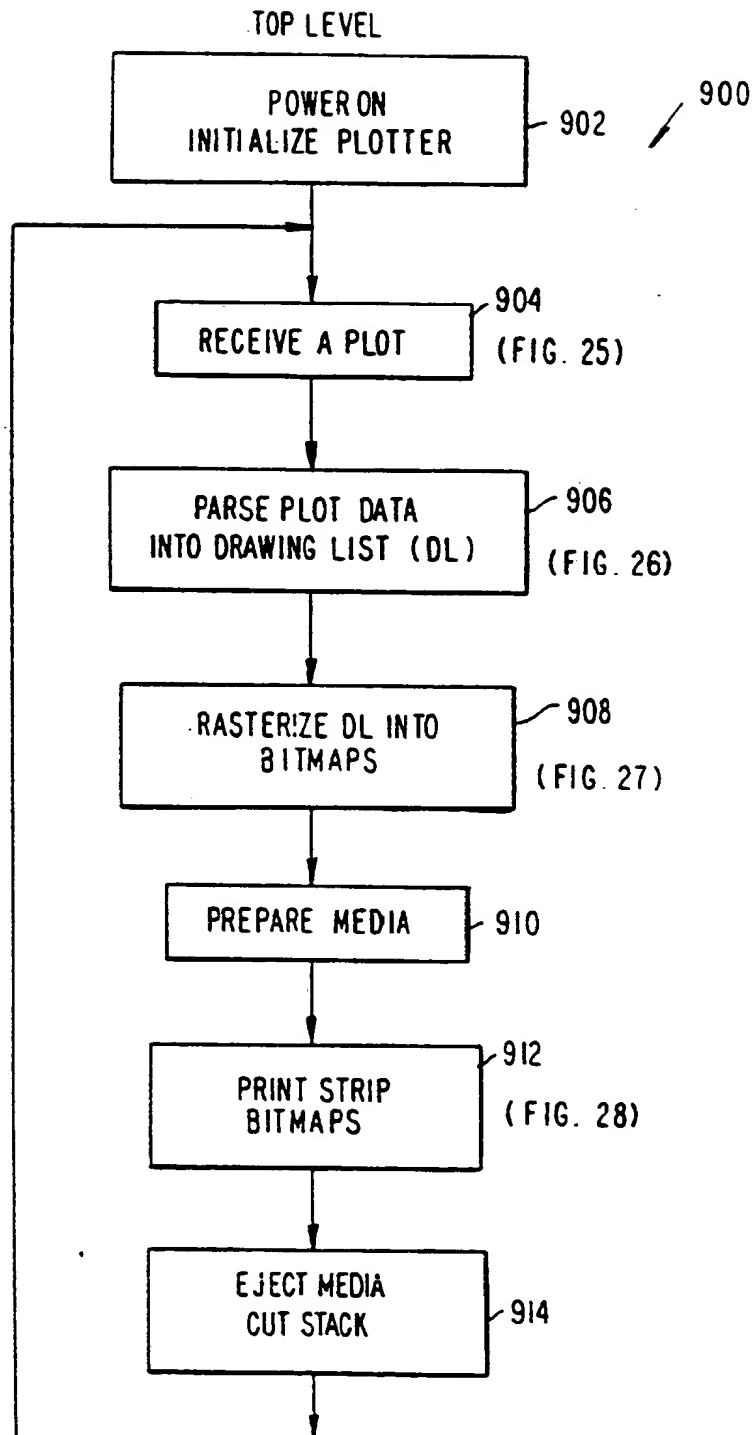 TOP LEVEL
POWER ON
INITIALIZE PLOTTER
902
900
RECEIVE A PLOT
904
(FIG. 25)
PARSE PLOT DATA
INTO DRAWING LIST (DL)
906
(FIG. 26)
RASTERIZE DL INTO
BITMAPS
908
(FIG. 27)
PREPARE MEDIA
910
PRINT STRIP
BITMAPS
912
(FIG. 28)
EJECT MEDIA
CUT STACK
914